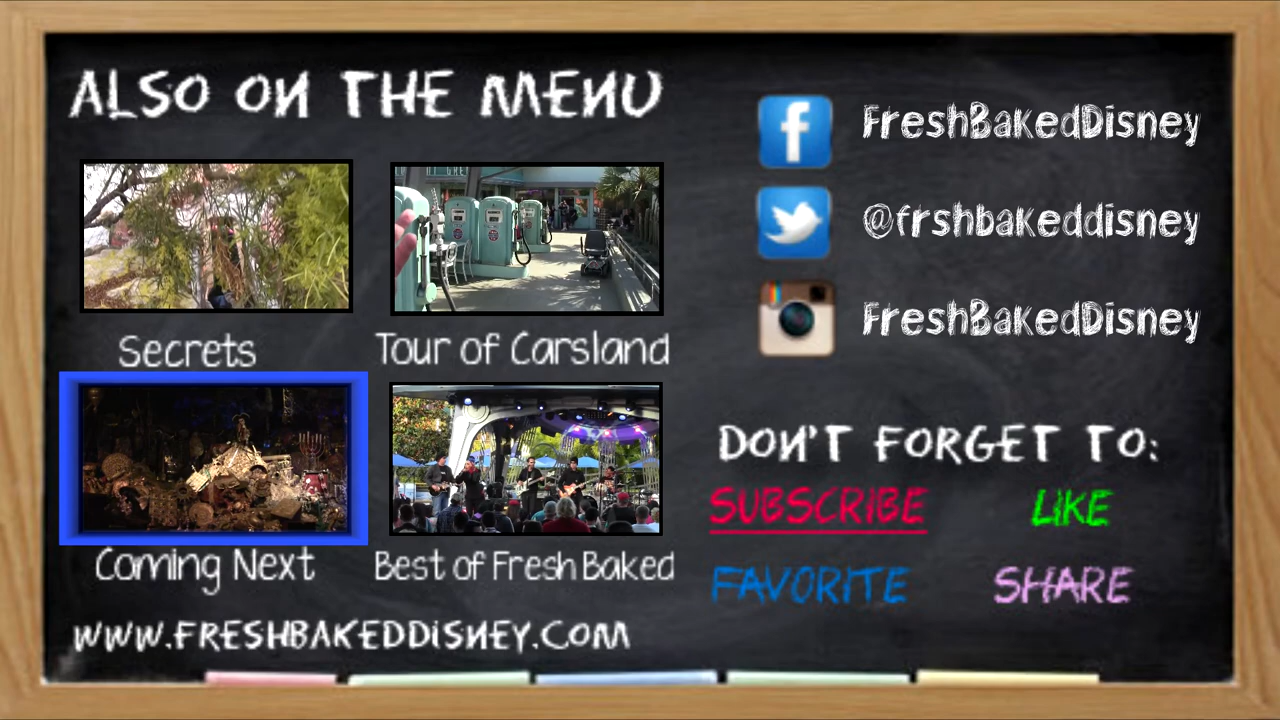 ALSO ON THE MENU
Secrets
Tour of Carsland
Coming Next
Best of Fresh Baked
WWW.FRESHBAKEDDISNEY.COM
FreshBakedDisney
@frshbakeddisney
FreshBakedDisney
DON'T FORGET TO:
SUBSCRIBE LIKE
FAVORITE SHARE